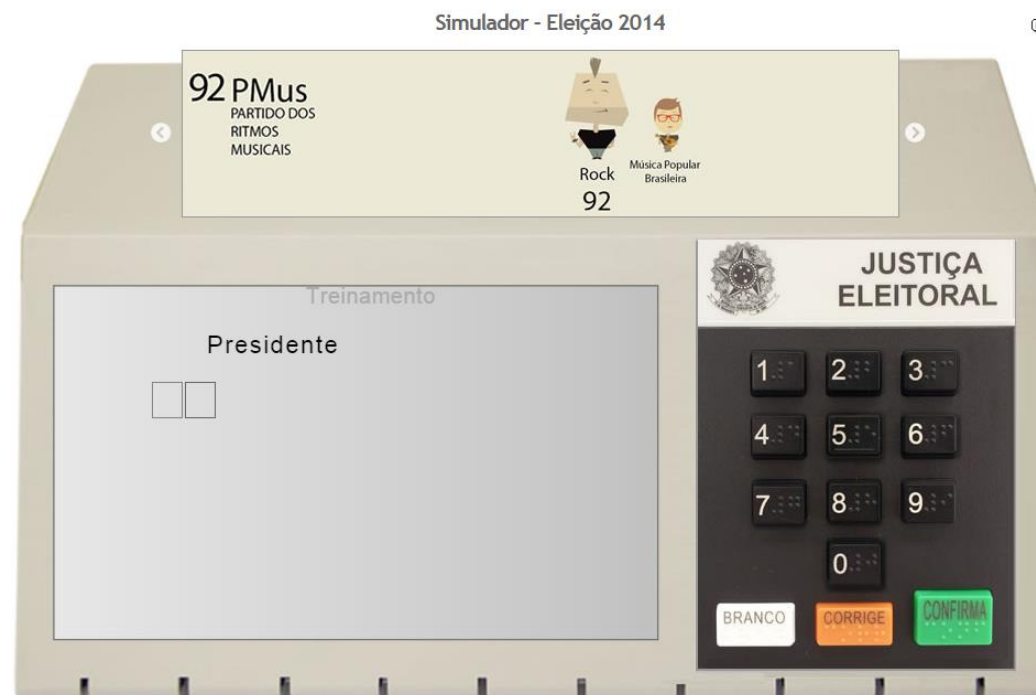 Simulador - Eleição 2014
92 PMus
PARTIDO DOS
RITMOS
MUSICAIS
Rock
92
Música Popular
Brasileira
Treinamento
Presidente
JUSTIÇA
ELEITORAL
1 2 3
4 5 6
7 8 9
0
BRANCO CORRIGE CONFIRMA